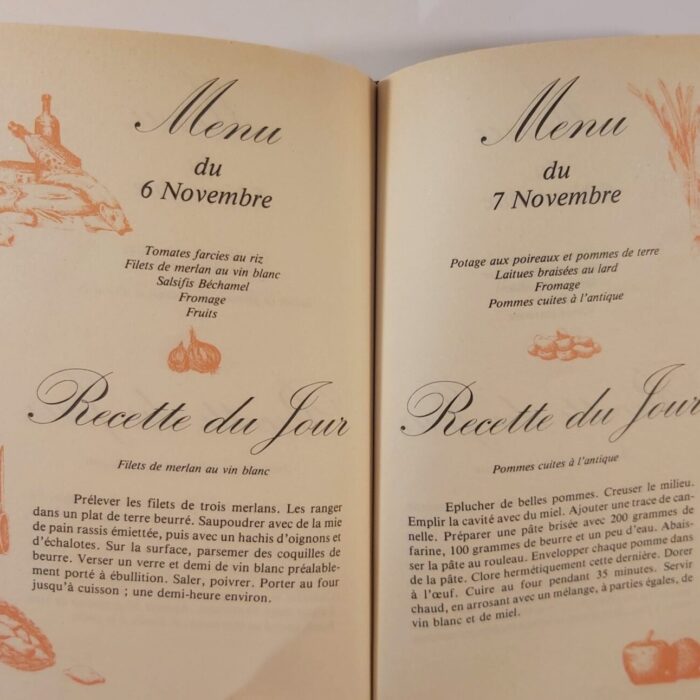 Menu
du
6 Novembre
Tomates farcies au riz
Filets de merlan au vin blanc
Salsifis Béchamel
Fromage
Fruits
Recette du Jour
Filets de merlan au vin blanc
Prélever les filets de trois merlans. Les ranger
dans un plat de terre beurré. Saupoudrer avec de la mie
de pain rassis émiettée, puis avec un hachis d'oignons et
d'échalotes. Sur la surface, parsemer des coquilles de
beurre. Verser un verre et demi de vin blanc préalable-
ment porté à ébullition. Saler, poivrer. Porter au four
jusqu'à cuisson ; une demi-heure environ.
Menu
du
7 Novembre
Potage aux poireaux et pommes de terre
Laitues braisées au lard
Fromage
Pommes cuites à l'antique
Recette du Jour
Pommes cuites à l'antique
Eplucher de belles pommes. Creuser le milieu.
Emplir la cavité avec du miel. Ajouter une trace de can-
nelle. Préparer une pâte brisée avec 200 grammes de
farine, 100 grammes de beurre et un peu d'eau. Abais-
ser la pâte au rouleau. Envelopper chaque pomme dans
de la pâte. Clore hermétiquement cette dernière. Dorer
à l'œuf. Cuire au four pendant 35 minutes. Servir
chaud, en arrosant avec un mélange, à parties égales, de
vin blanc et de miel.